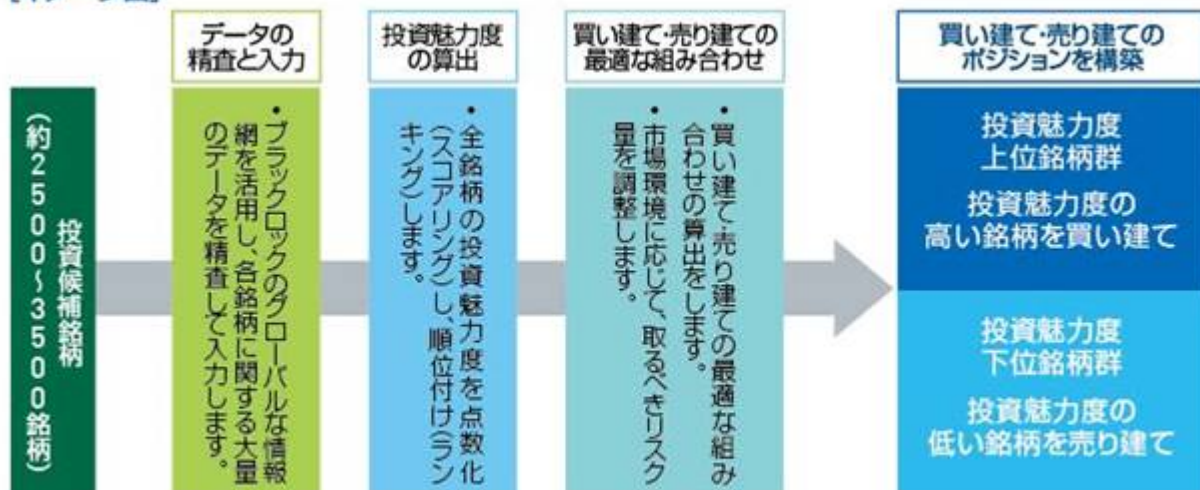 データの
精査と入力
投資魅力度
の算出
買い建て・売り建ての
最適な組み合わせ
買い建て・売り建ての
ポジションを構築
投資候補銘柄
(約2500~3500銘柄)
・ブラックロックのグローバルな情報
網を活用し、各銘柄に関する大量
のデータを精査して入力します。
・全銘柄の投資魅力度を点数化
(スコアリング)し、順位付け(ラン
キング)します。
・買い建て・売り建ての最適な組み
合わせの算出をします。
・市場環境に応じて、取るべきリスク
量を調整します。
投資魅力度
上位銘柄群
投資魅力度の
高い銘柄を買い建て
投資魅力度
下位銘柄群
投資魅力度の
低い銘柄を売り建て